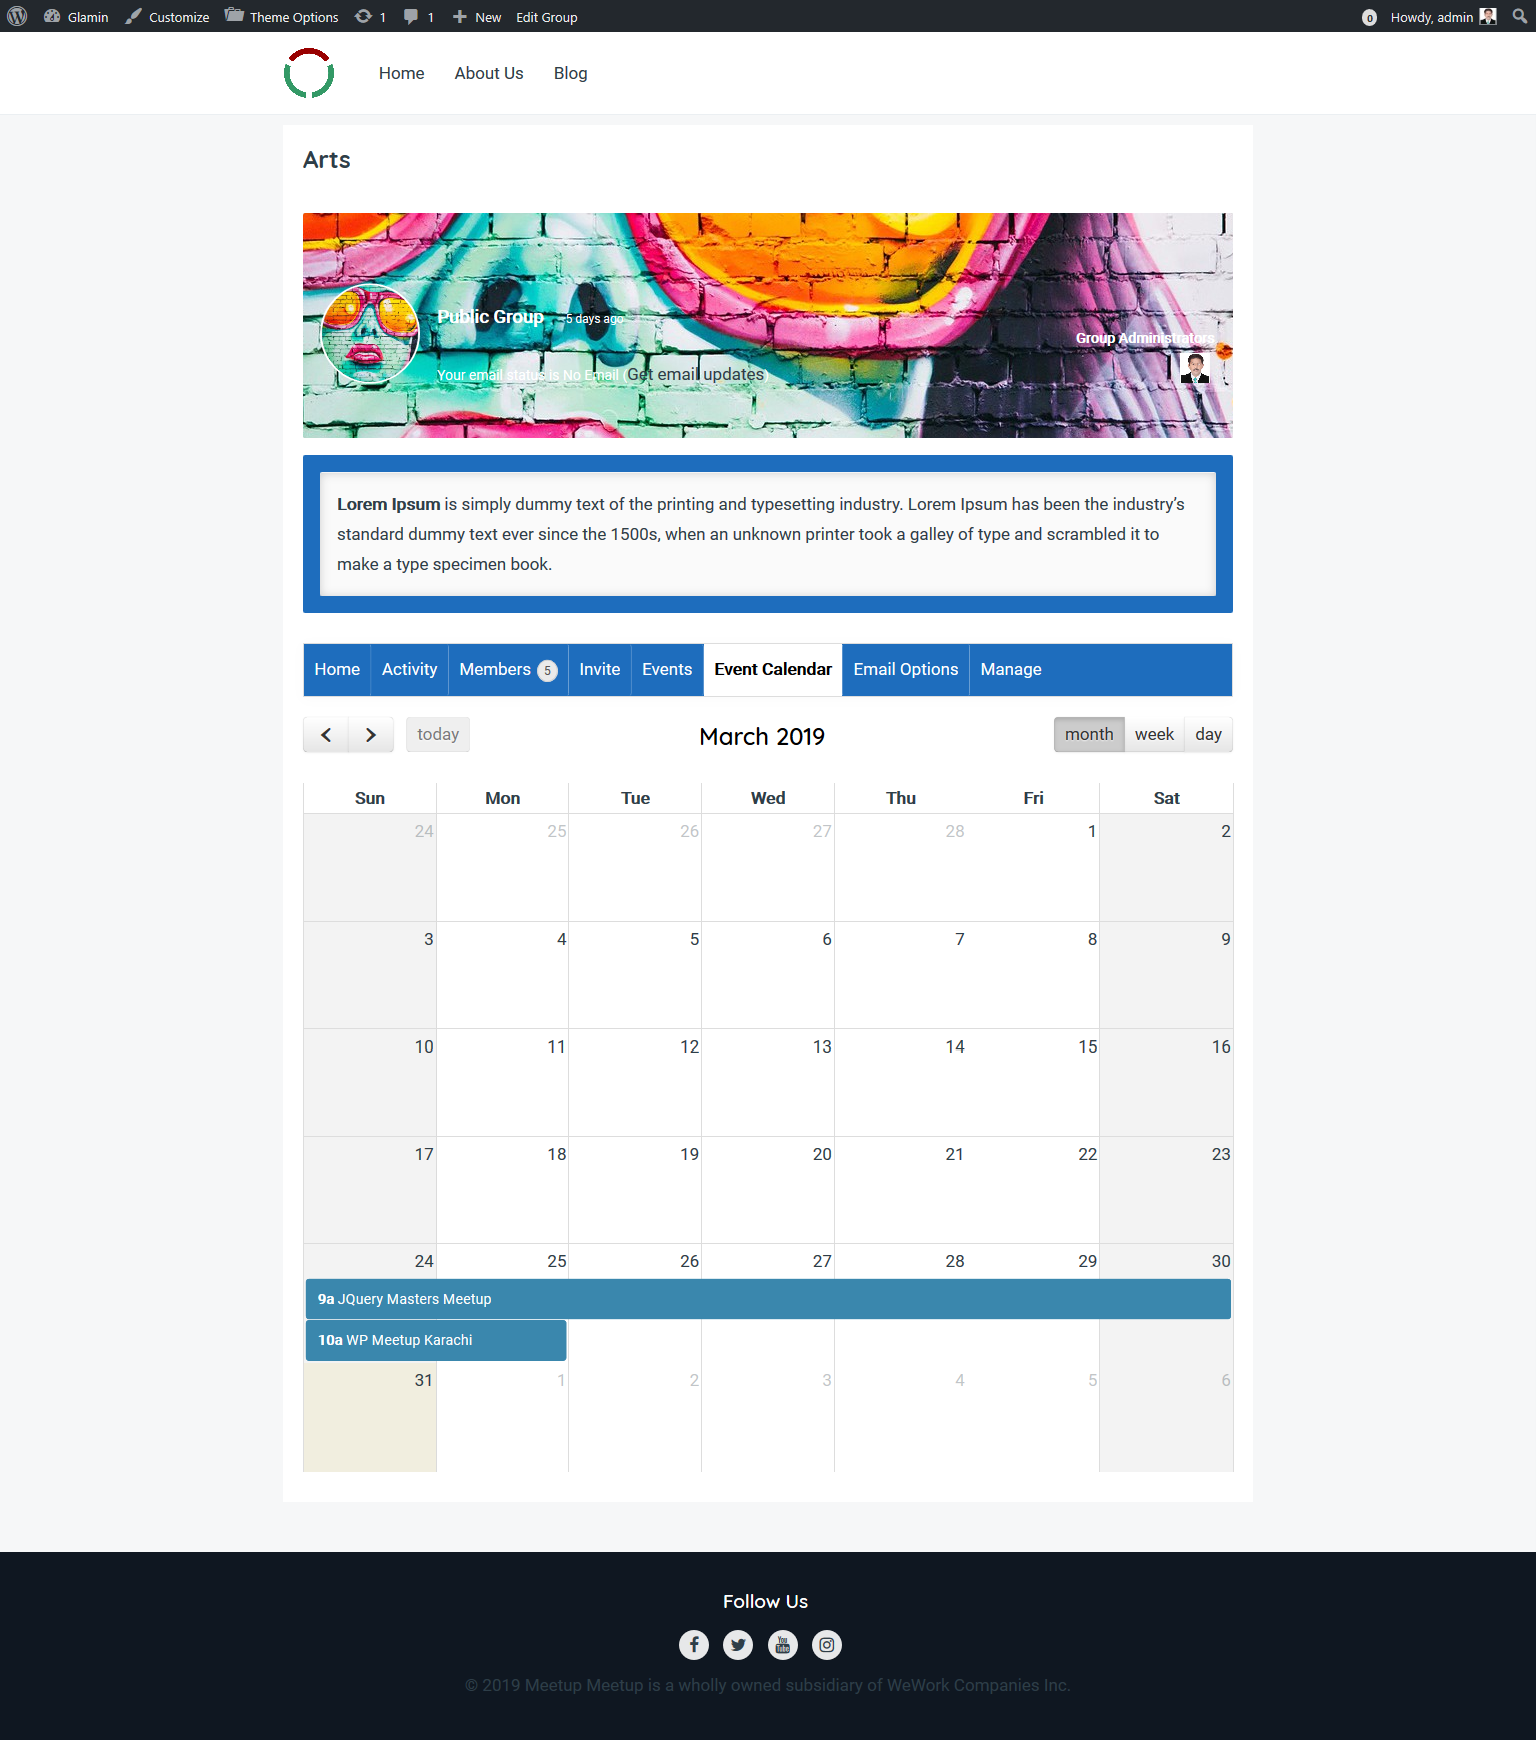 Glamin Customize Theme Options 1 1 New Edit Group 0 Howdy, admin
Home About Us Blog
Arts
Public Group 5 days ago
Group Administrators
Your email status is No Email (Get email updates)
Lorem Ipsum is simply dummy text of the printing and typesetting industry. Lorem Ipsum has been the industry’s
standard dummy text ever since the 1500s, when an unknown printer took a galley of type and scrambled it to
make a type specimen book.
Home Activity Members 5 Invite Events Event Calendar Email Options Manage
today March 2019 month week day
Sun Mon Tue Wed Thu Fri Sat
24 25 26 27 28 1 2
3 4 5 6 7 8 9
10 11 12 13 14 15 16
17 18 19 20 21 22 23
24 25 26 27 28 29 30
9a JQuery Masters Meetup
10a WP Meetup Karachi
31 1 2 3 4 5 6
Follow Us
You Tube
© 2019 Meetup Meetup is a wholly owned subsidiary of WeWork Companies Inc.